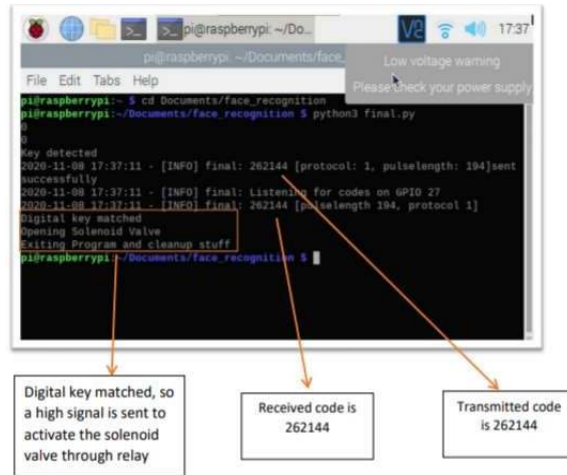 pi@raspberrypi: ~/Do...
17:37
pi@raspberrypi: ~/Documents/face_
Low voltage warning
Please check your power supply
File Edit Tabs Help
pi@raspberrypi:~ $ cd Documents/face_recognition
pi@raspberrypi:~/Documents/face_recognition $ python3 final.py
0
0
Key detected
2020-11-08 17:37:11 - [INFO] final: 262144 [protocol: 1, pulselength: 194]sent
successfully
2020-11-08 17:37:11 - [INFO] final: Listening for codes on GPIO 27
2020-11-08 17:37:11 - [INFO] final: 262144 [pulselength 194, protocol 1]
Digital key matched
Opening Solenoid Valve
Exiting Program and cleanup stuff
pi@raspberrypi:~/Documents/face_recognition $
Digital key matched, so
a high signal is sent to
activate the solenoid
valve through relay
Received code is
262144
Transmitted code
is 262144